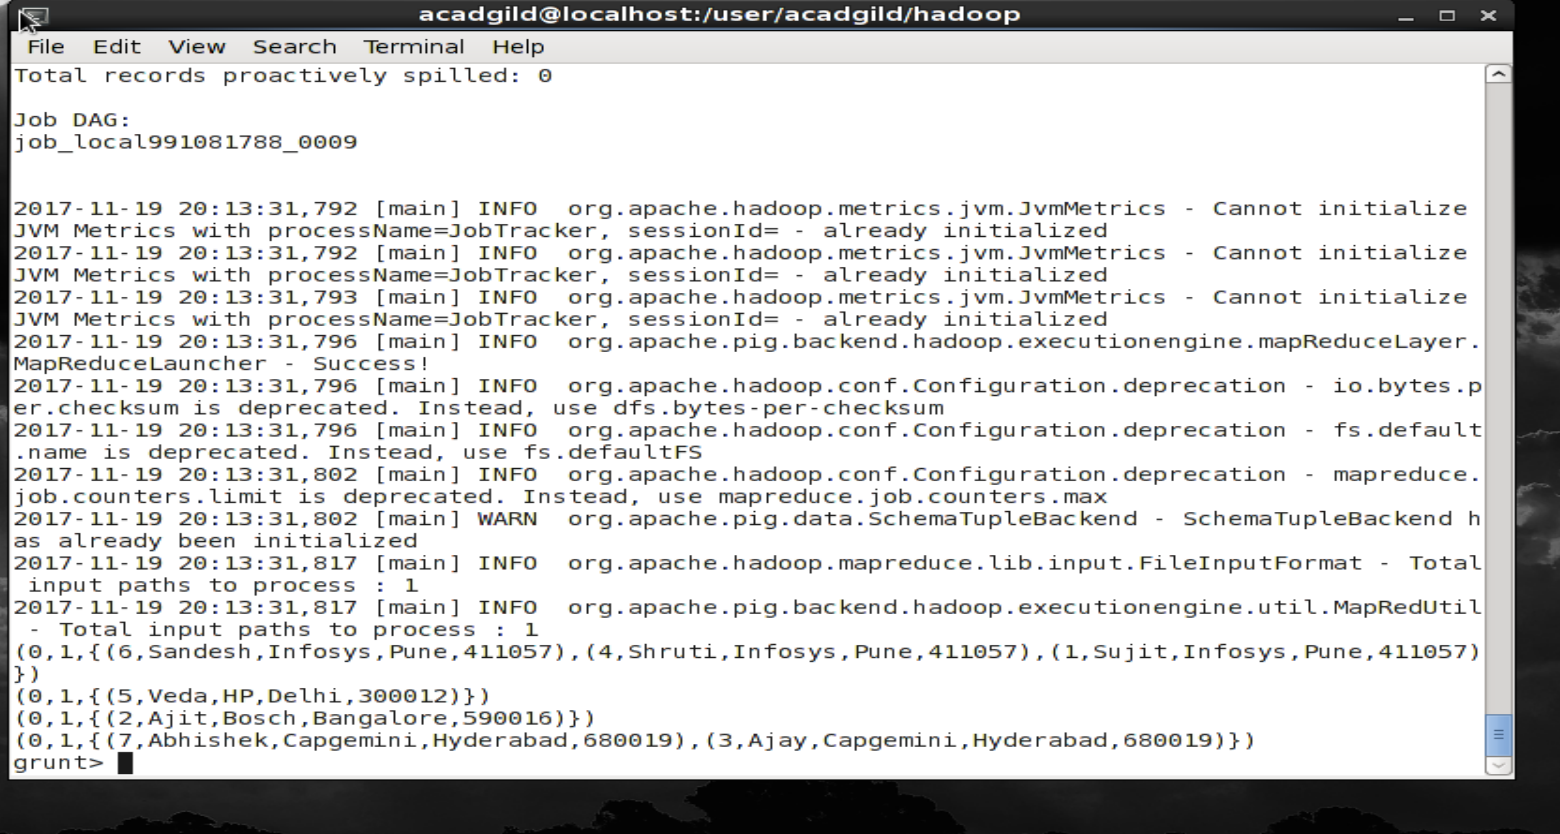 acadgild@localhost:/user/acadgild/hadoop
File Edit View Search Terminal Help
Total records proactively spilled: 0
Job DAG:
job_local991081788_0009
2017-11-19 20:13:31,792 [main] INFO  org.apache.hadoop.metrics.jvm.JvmMetrics - Cannot initialize
JVM Metrics with processName=JobTracker, sessionId= - already initialized
2017-11-19 20:13:31,792 [main] INFO  org.apache.hadoop.metrics.jvm.JvmMetrics - Cannot initialize
JVM Metrics with processName=JobTracker, sessionId= - already initialized
2017-11-19 20:13:31,793 [main] INFO  org.apache.hadoop.metrics.jvm.JvmMetrics - Cannot initialize
JVM Metrics with processName=JobTracker, sessionId= - already initialized
2017-11-19 20:13:31,796 [main] INFO  org.apache.pig.backend.hadoop.executionengine.mapReduceLayer.
MapReduceLauncher - Success!
2017-11-19 20:13:31,796 [main] INFO  org.apache.hadoop.conf.Configuration.deprecation - io.bytes.p
er.checksum is deprecated. Instead, use dfs.bytes-per-checksum
2017-11-19 20:13:31,796 [main] INFO  org.apache.hadoop.conf.Configuration.deprecation - fs.default
.name is deprecated. Instead, use fs.defaultFS
2017-11-19 20:13:31,802 [main] INFO  org.apache.hadoop.conf.Configuration.deprecation - mapreduce.
job.counters.limit is deprecated. Instead, use mapreduce.job.counters.max
2017-11-19 20:13:31,802 [main] WARN  org.apache.pig.data.SchemaTupleBackend - SchemaTupleBackend h
as already been initialized
2017-11-19 20:13:31,817 [main] INFO  org.apache.hadoop.mapreduce.lib.input.FileInputFormat - Total
 input paths to process : 1
2017-11-19 20:13:31,817 [main] INFO  org.apache.pig.backend.hadoop.executionengine.util.MapRedUtil
 - Total input paths to process : 1
(0,1,{(6,Sandesh,Infosys,Pune,411057),(4,Shruti,Infosys,Pune,411057),(1,Sujit,Infosys,Pune,411057)
})
(0,1,{(5,Veda,HP,Delhi,300012)})
(0,1,{(2,Ajit,Bosch,Bangalore,590016)})
(0,1,{(7,Abhishek,Capgemini,Hyderabad,680019),(3,Ajay,Capgemini,Hyderabad,680019)})
grunt>